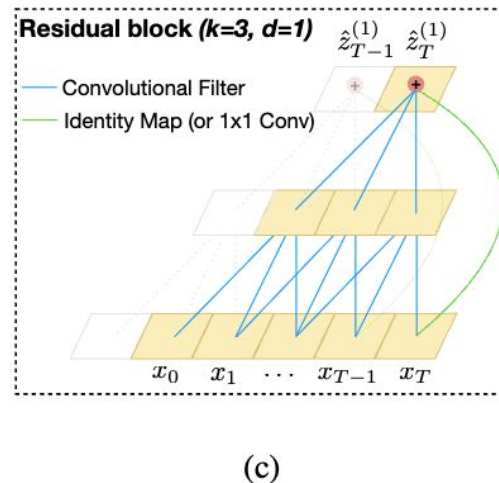 Residual block (k=3, d=1)
ẑ_{T-1}^{(1)} ẑ_T^{(1)}
Convolutional Filter
Identity Map (or 1x1 Conv)
+ +
x_0 x_1 ... x_{T-1} x_T
(c)